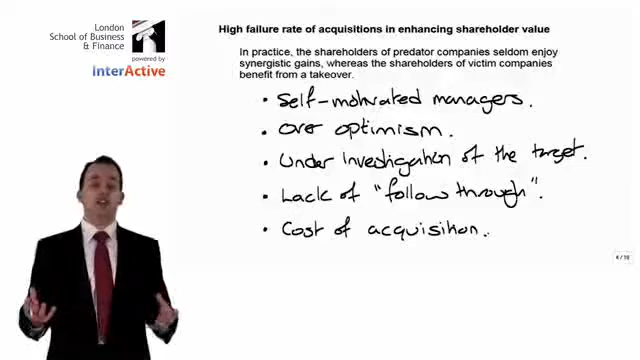 London
School of Business
& Finance
powered by
InterActive
High failure rate of acquisitions in enhancing shareholder value
In practice, the shareholders of predator companies seldom enjoy
synergistic gains, whereas the shareholders of victim companies
benefit from a takeover.
• Self-motivated managers.
• Over optimism.
• Under investigation of the target.
• Lack of "follow through".
• Cost of acquisition.